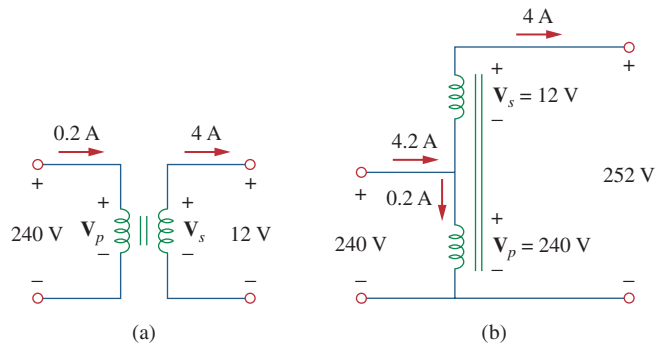 0.2 A
4 A
+
+
240 V
+
V_p
−
+
V_s
−
12 V
−
−
(a)
4 A
+
+
V_s = 12 V
−
4.2 A
+
0.2 A
252 V
240 V
+
V_p = 240 V
−
−
−
(b)